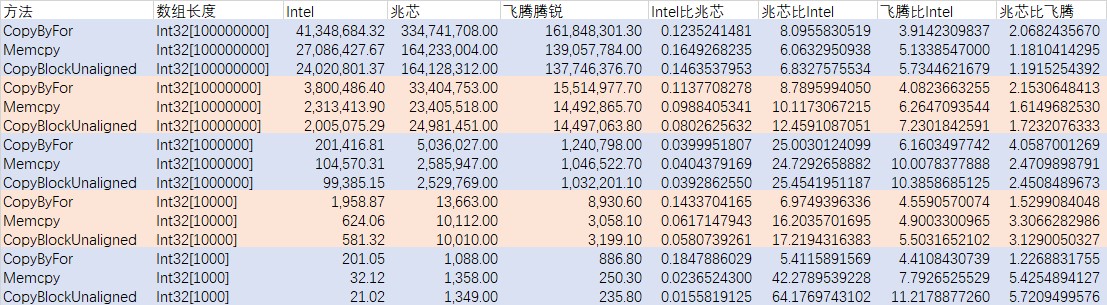 方法 数组长度 Intel 兆芯 飞腾腾锐 Intel比兆芯 兆芯比Intel 飞腾比Intel 兆芯比飞腾
CopyByFor Int32[100000000] 41,348,684.32 334,741,708.00 161,848,301.30 0.1235241481 8.0955830519 3.9142309837 2.0682435670
Memcpy Int32[100000000] 27,086,427.67 164,233,004.00 139,057,784.00 0.1649268235 6.0632950938 5.1338547000 1.1810414295
CopyBlockUnaligned Int32[100000000] 24,020,801.37 164,128,312.00 137,746,376.70 0.1463537953 6.8327575534 5.7344621679 1.1915254392
CopyByFor Int32[10000000] 3,800,486.40 33,404,753.00 15,514,977.70 0.1137708278 8.7895994050 4.0823663255 2.1530648413
Memcpy Int32[10000000] 2,313,413.90 23,405,518.00 14,492,865.70 0.0988405341 10.1173067215 6.2647093544 1.6149682530
CopyBlockUnaligned Int32[10000000] 2,005,075.29 24,981,451.00 14,497,063.80 0.0802625632 12.4591087051 7.2301842591 1.7232076333
CopyByFor Int32[1000000] 201,416.81 5,036,027.00 1,240,798.00 0.0399951807 25.0030124099 6.1603497742 4.0587001269
Memcpy Int32[1000000] 104,570.31 2,585,947.00 1,046,522.70 0.0404379169 24.7292658882 10.0078377888 2.4709898791
CopyBlockUnaligned Int32[1000000] 99,385.15 2,529,769.00 1,032,201.10 0.0392862550 25.4541951187 10.3858685125 2.4508489673
CopyByFor Int32[10000] 1,958.87 13,663.00 8,930.60 0.1433704165 6.9749396336 4.5590570074 1.5299084048
Memcpy Int32[10000] 624.06 10,112.00 3,058.10 0.0617147943 16.2035701695 4.9003300965 3.3066282986
CopyBlockUnaligned Int32[10000] 581.32 10,010.00 3,199.10 0.0580739261 17.2194316383 5.5031652102 3.1290050327
CopyByFor Int32[1000] 201.05 1,088.00 886.80 0.1847886029 5.4115891569 4.4108430739 1.2268831755
Memcpy Int32[1000] 32.12 1,358.00 250.30 0.0236524300 42.2789539228 7.7926525529 5.4254894127
CopyBlockUnaligned Int32[1000] 21.02 1,349.00 235.80 0.0155819125 64.1769743102 11.2178877260 5.7209499576